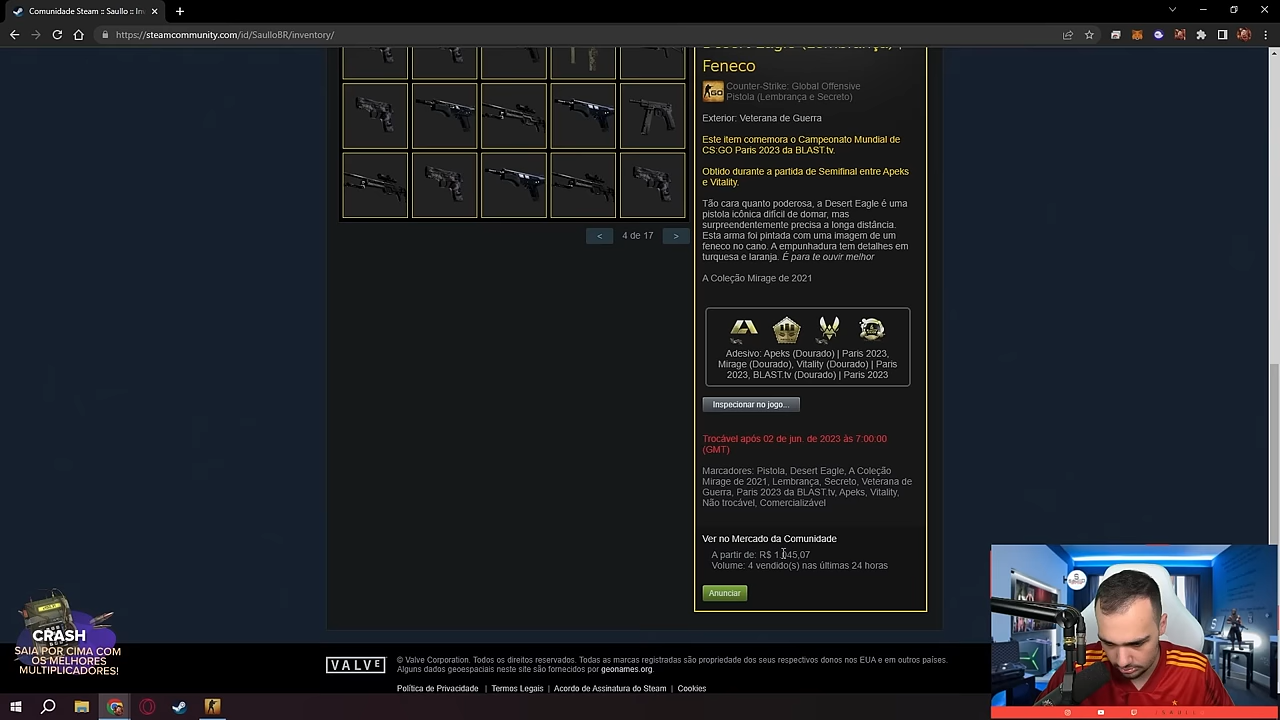 Comunidade Steam :: Saullo :: Inv
https://steamcommunity.com/id/SaulloBR/inventory/
Desert Eagle (Lembrança) |
Feneco
Counter-Strike: Global Offensive
Pistola (Lembrança e Secreto)
Exterior: Veterana de Guerra
Este item comemora o Campeonato Mundial de
CS:GO Paris 2023 da BLAST.tv.
Obtido durante a partida de Semifinal entre Apeks
e Vitality.
Tão cara quanto poderosa, a Desert Eagle é uma
pistola icônica difícil de domar, mas
surpreendentemente precisa a longa distância.
Esta arma foi pintada com uma imagem de um
feneco no cano. A empunhadura tem detalhes em
turquesa e laranja. É para te ouvir melhor
A Coleção Mirage de 2021
Adesivo: Apeks (Dourado) | Paris 2023,
Mirage (Dourado), Vitality (Dourado) | Paris
2023, BLAST.tv (Dourado) | Paris 2023
Inspecionar no jogo...
Trocável após 02 de jun. de 2023 às 7:00:00
(GMT)
Marcadores: Pistola, Desert Eagle, A Coleção
Mirage de 2021, Lembrança, Secreto, Veterana de
Guerra, Paris 2023 da BLAST.tv, Apeks, Vitality,
Não trocável, Comercializável
Ver no Mercado da Comunidade
A partir de: R$
Volume: 4 vendido(s) nas últimas 24 horas
Anunciar
< 4 de 17 >
CRASH
SAIA POR CIMA COM
OS MELHORES
MULTIPLICADORES!
VALVE
© Valve Corporation. Todos os direitos reservados. Todas as marcas registradas são propriedade dos seus respectivos donos nos EUA e em outros países.
Alguns dados geoespaciais neste site são fornecidos por geonames.org.
Política de Privacidade | Termos Legais | Acordo de Assinatura do Steam | Cookies